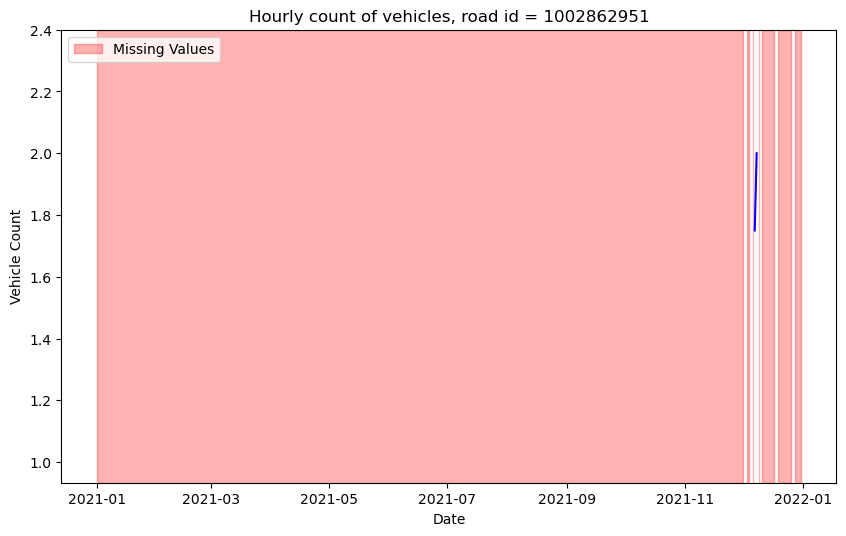 Hourly count of vehicles, road id = 1002862951
Missing Values
Vehicle Count
2.4
2.2
2.0
1.8
1.6
1.4
1.2
1.0
2021-01 2021-03 2021-05 2021-07 2021-09 2021-11 2022-01
Date